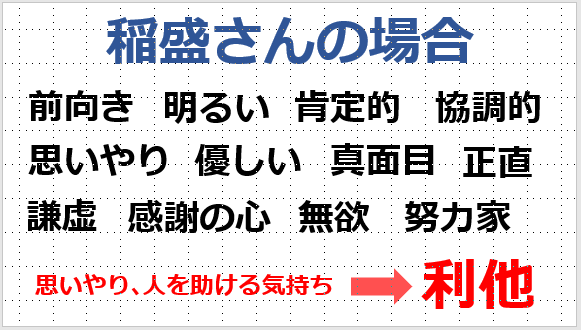 稲盛さんの場合
前向き 明るい 肯定的 協調的
思いやり 優しい 真面目 正直
謙虚 感謝の心 無欲 努力家
思いやり、人を助ける気持ち 利他